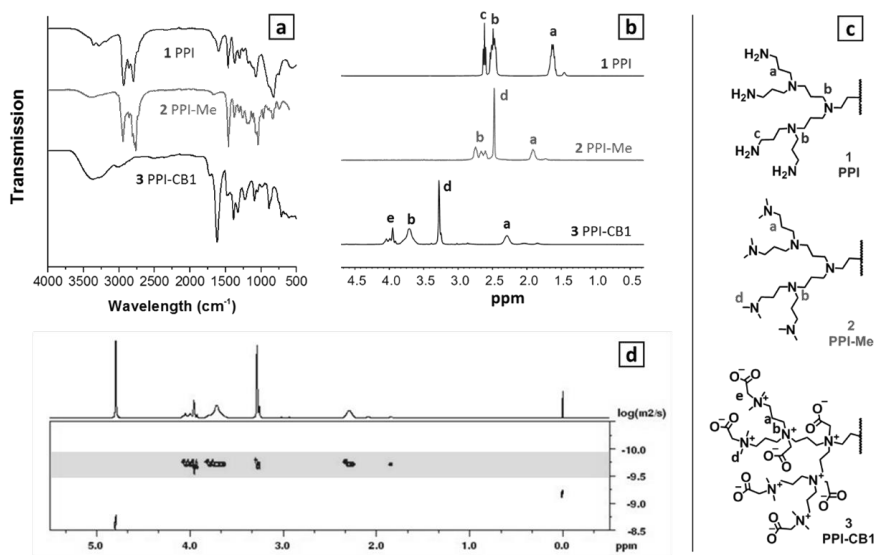 a
1 PPI
2 PPI-Me
3 PPI-CB1
Transmission
4000 3500 3000 2500 2000 1500 1000 500
Wavelength (cm⁻¹)
b
c b a
1 PPI
d
b a
2 PPI-Me
d
e b a
3 PPI-CB1
4.5 4.0 3.5 3.0 2.5 2.0 1.5 1.0 0.5
ppm
c
H₂N
a
b
H₂N N
N
c N b
H₂N
H₂N
1
PPI
N
a
N N
N
d N b
N
N
2
PPI-Me
O O⁻
e
N⁺
O⁻ O a O⁻ O
b
N⁺ N⁺ N⁺
d O⁻ O
O⁻ O N⁺ N⁺ O⁻ O
O⁻ O N⁺
3
PPI-CB1
d
log(m2/s)
-10.0
-9.5
-9.0
-8.5
5.0 4.0 3.0 2.0 1.0 0.0 ppm